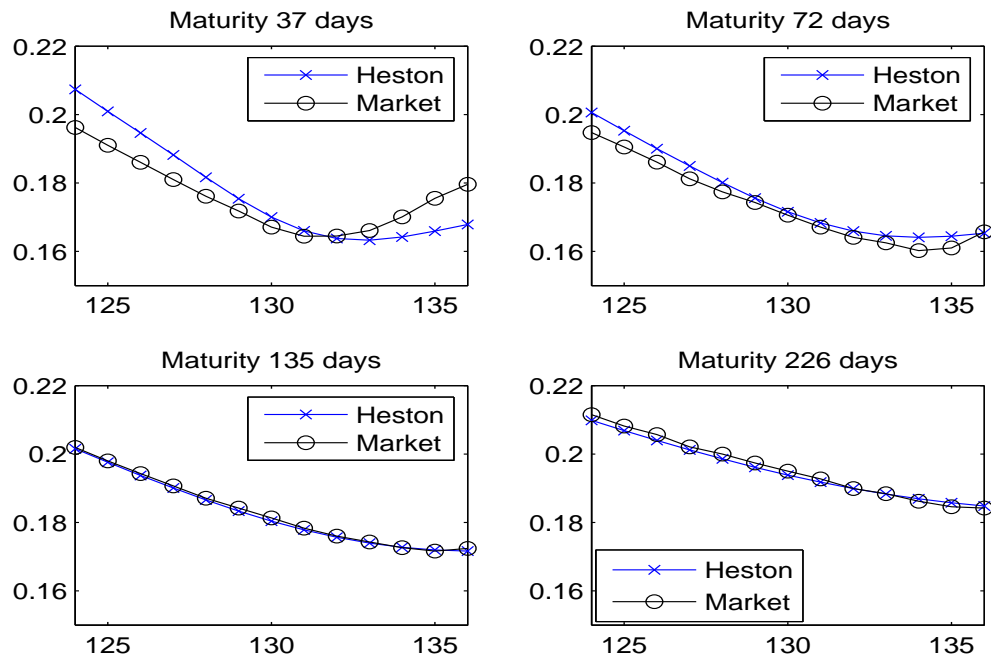 Maturity 37 days
0.22
0.2
0.18
0.16
125
130
135
Heston
Market
Maturity 72 days
0.22
0.2
0.18
0.16
125
130
135
Heston
Market
Maturity 135 days
0.22
0.2
0.18
0.16
125
130
135
Heston
Market
Maturity 226 days
0.22
0.2
0.18
0.16
125
130
135
Heston
Market